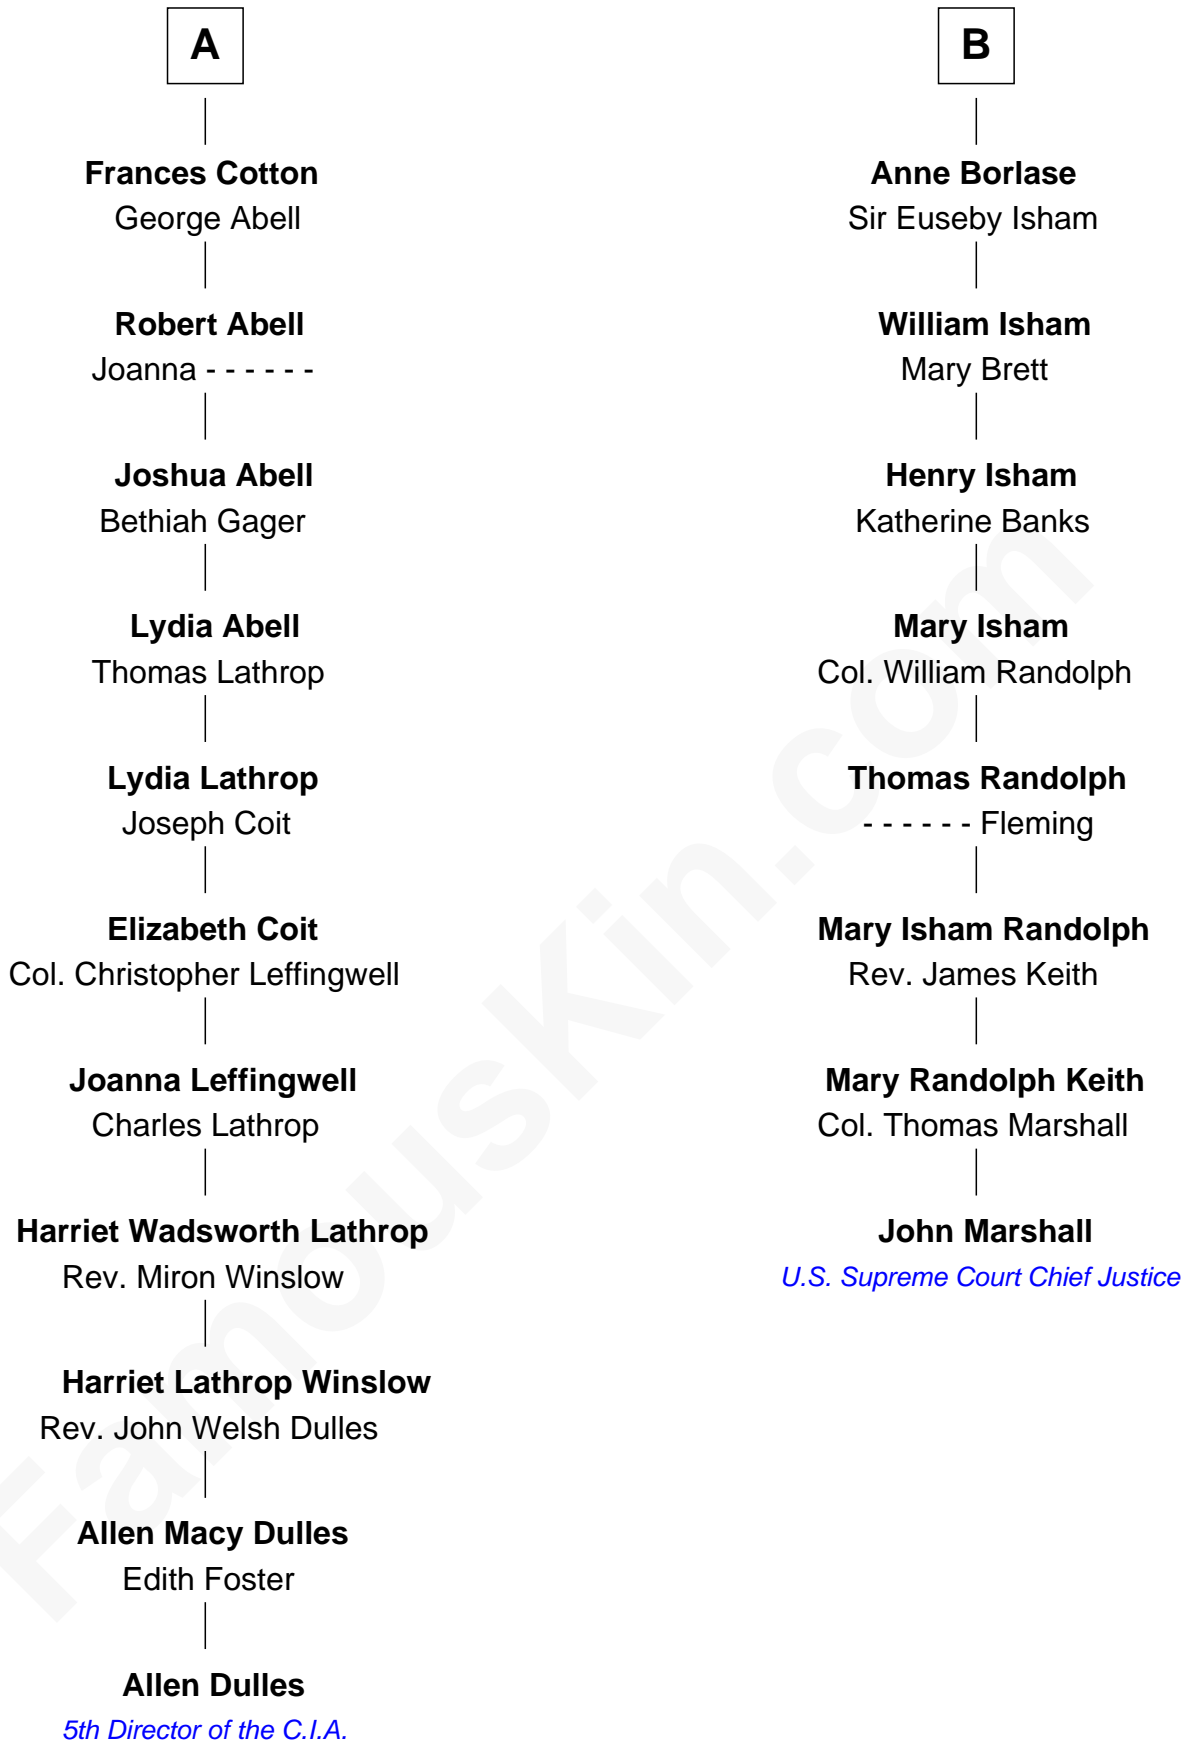 A
Frances Cotton
George Abell
Robert Abell
Joanna - - - - - -
Joshua Abell
Bethiah Gager
Lydia Abell
Thomas Lathrop
Lydia Lathrop
Joseph Coit
Elizabeth Coit
Col. Christopher Leffingwell
Joanna Leffingwell
Charles Lathrop
Harriet Wadsworth Lathrop
Rev. Miron Winslow
Harriet Lathrop Winslow
Rev. John Welsh Dulles
Allen Macy Dulles
Edith Foster
Allen Dulles
5th Director of the C.I.A.
B
Anne Borlase
Sir Euseby Isham
William Isham
Mary Brett
Henry Isham
Katherine Banks
Mary Isham
Col. William Randolph
Thomas Randolph
- - - - - - Fleming
Mary Isham Randolph
Rev. James Keith
Mary Randolph Keith
Col. Thomas Marshall
John Marshall
U.S. Supreme Court Chief Justice
FamousKin.com